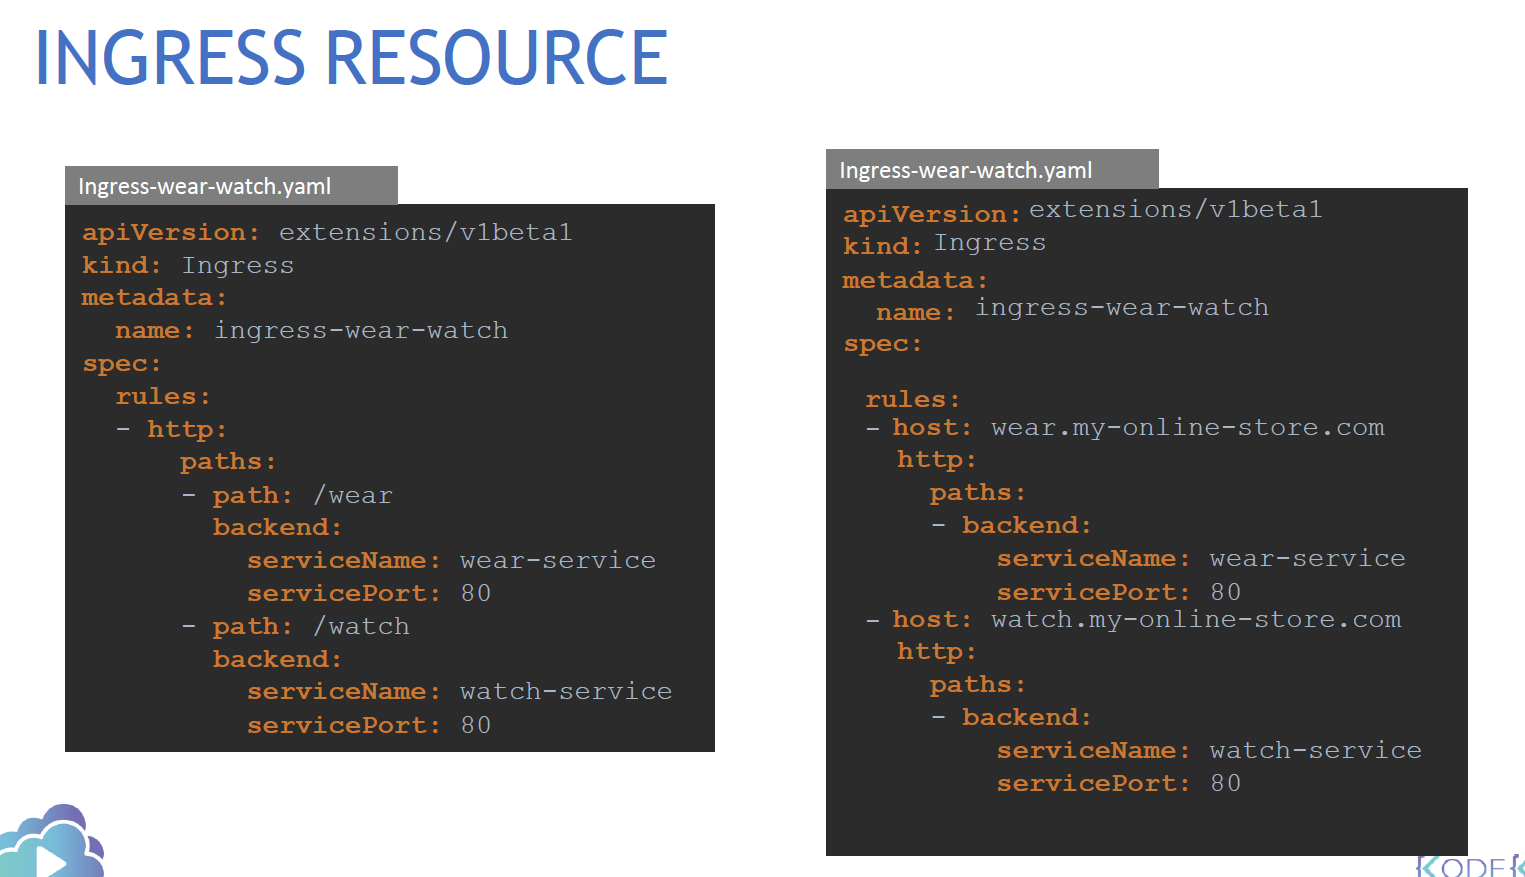 INGRESS RESOURCE
Ingress-wear-watch.yaml
apiVersion: extensions/v1beta1
kind: Ingress
metadata:
  name: ingress-wear-watch
spec:
  rules:
  - http:
      paths:
      - path: /wear
        backend:
          serviceName: wear-service
          servicePort: 80
      - path: /watch
        backend:
          serviceName: watch-service
          servicePort: 80
Ingress-wear-watch.yaml
apiVersion: extensions/v1beta1
kind: Ingress
metadata:
  name: ingress-wear-watch
spec:
  rules:
  - host: wear.my-online-store.com
    http:
      paths:
      - backend:
          serviceName: wear-service
          servicePort: 80
  - host: watch.my-online-store.com
    http:
      paths:
      - backend:
          serviceName: watch-service
          servicePort: 80